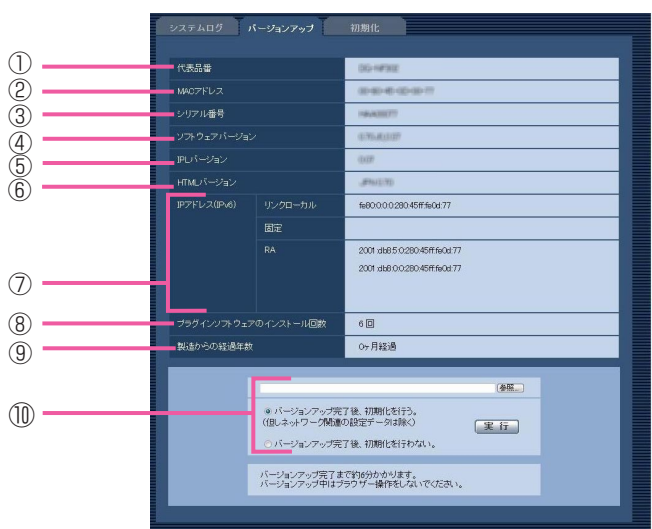 システムログ バージョンアップ 初期化
① 代表品番
② MACアドレス
③ シリアル番号
④ ソフトウェアバージョン
⑤ IPLバージョン
⑥ HTMLバージョン
⑦ IPアドレス(IPv6) リンクローカル fe80:0:0:0:280:45ff:fe0d:77
固定
RA 2001:db8:5:0:280:45ff:fe0d:77
2001:db8:0:0:280:45ff:fe0d:77
⑧ プラグインソフトウェアのインストール回数 6 回
⑨ 製造からの経過年数 0ヶ月経過
⑩
参照...
バージョンアップ完了後、初期化を行う。
(但しネットワーク関連の設定データは除く)
実 行
バージョンアップ完了後、初期化を行わない。
バージョンアップ完了まで約6分かかります。
バージョンアップ中はブラウザー操作をしないでください。